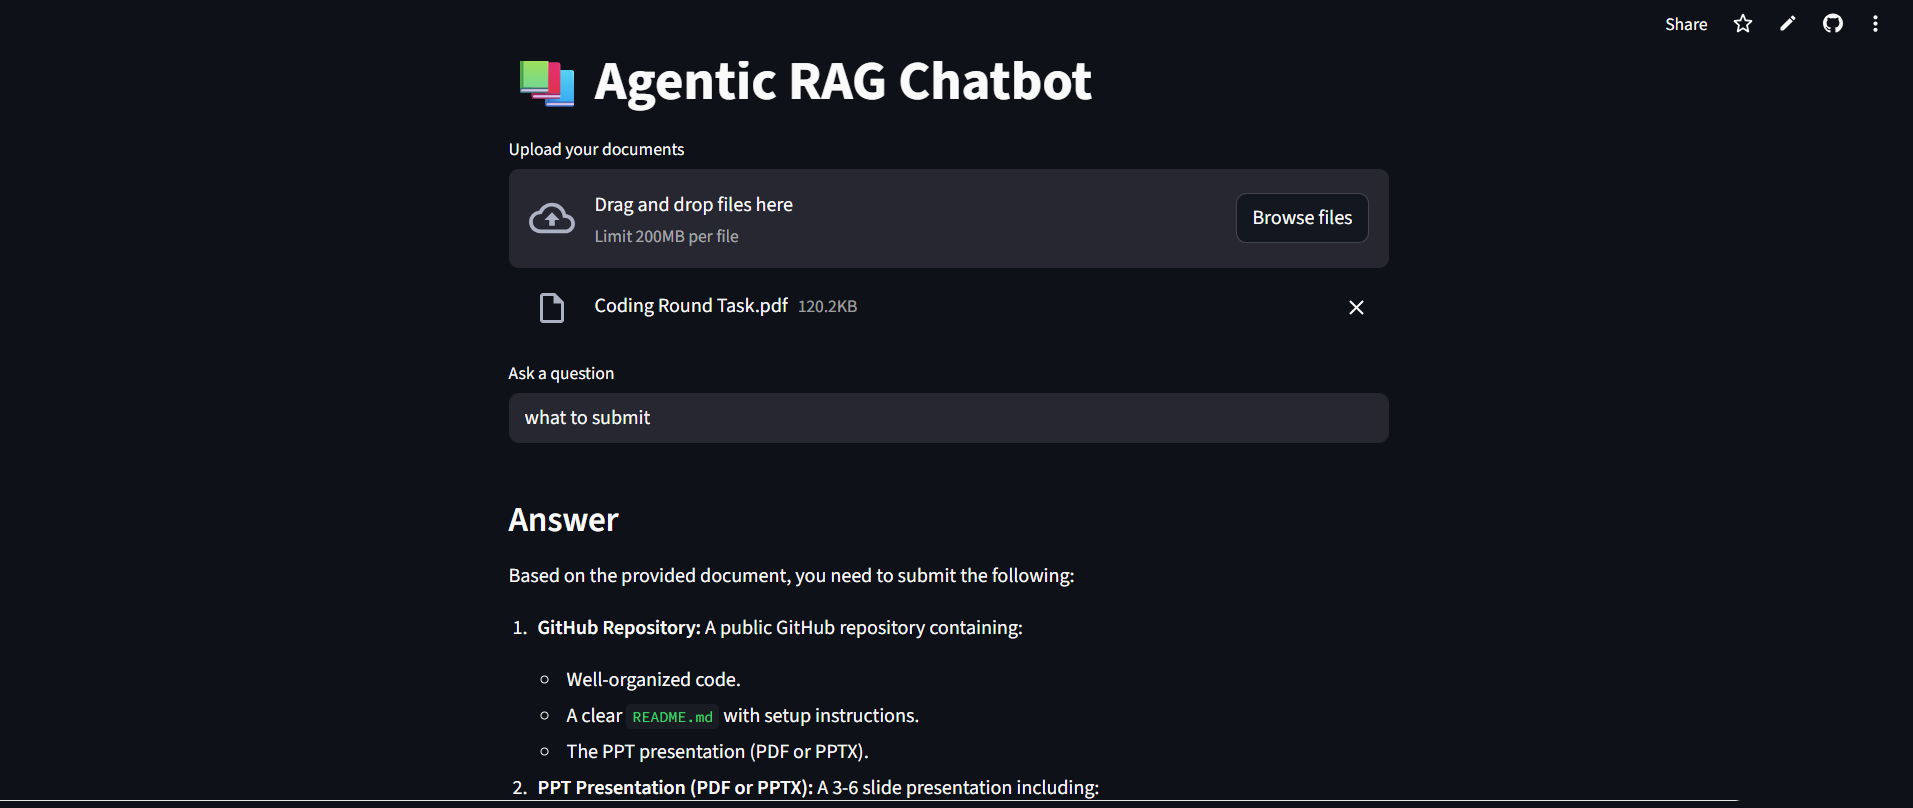 Share
Agentic RAG Chatbot
Upload your documents
Drag and drop files here
Limit 200MB per file
Browse files
Coding Round Task.pdf 120.2KB
Ask a question
what to submit
Answer
Based on the provided document, you need to submit the following:
1. GitHub Repository: A public GitHub repository containing:
Well-organized code.
A clear README.md with setup instructions.
The PPT presentation (PDF or PPTX).
2. PPT Presentation (PDF or PPTX): A 3-6 slide presentation including: